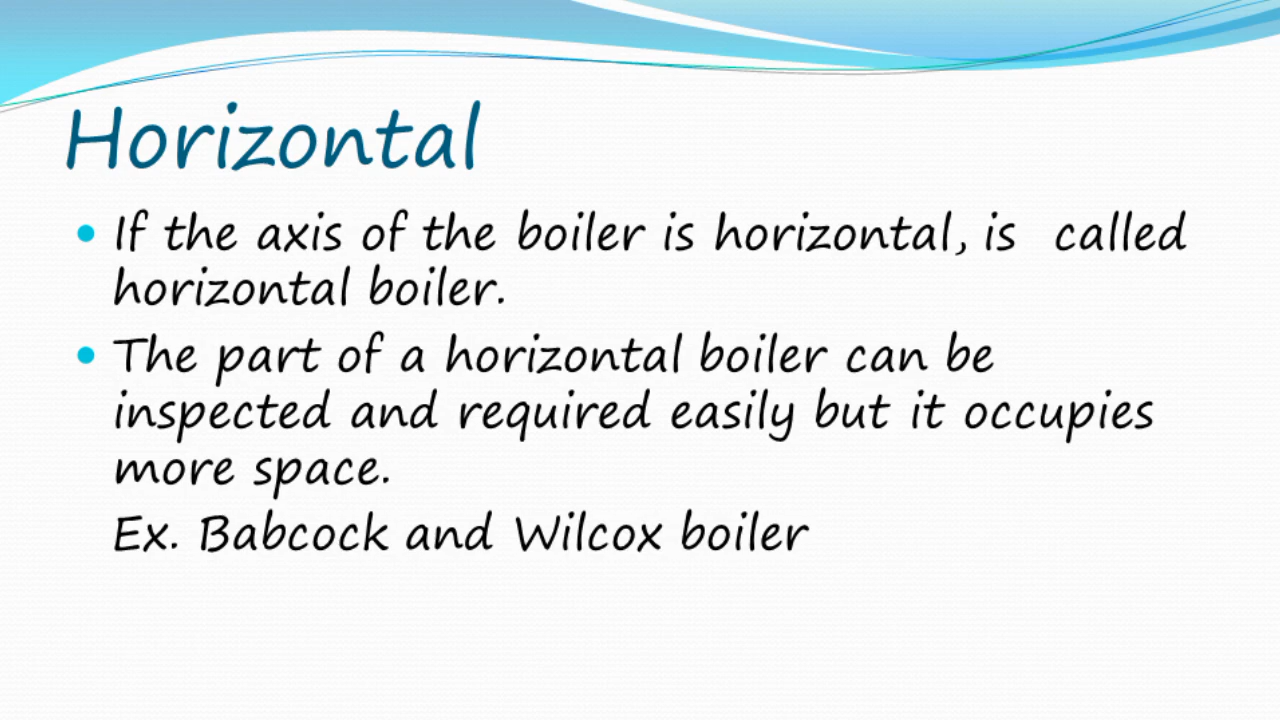 Horizontal
• If the axis of the boiler is horizontal, is  called
horizontal boiler.
• The part of a horizontal boiler can be
inspected and required easily but it occupies
more space.
Ex. Babcock and Wilcox boiler